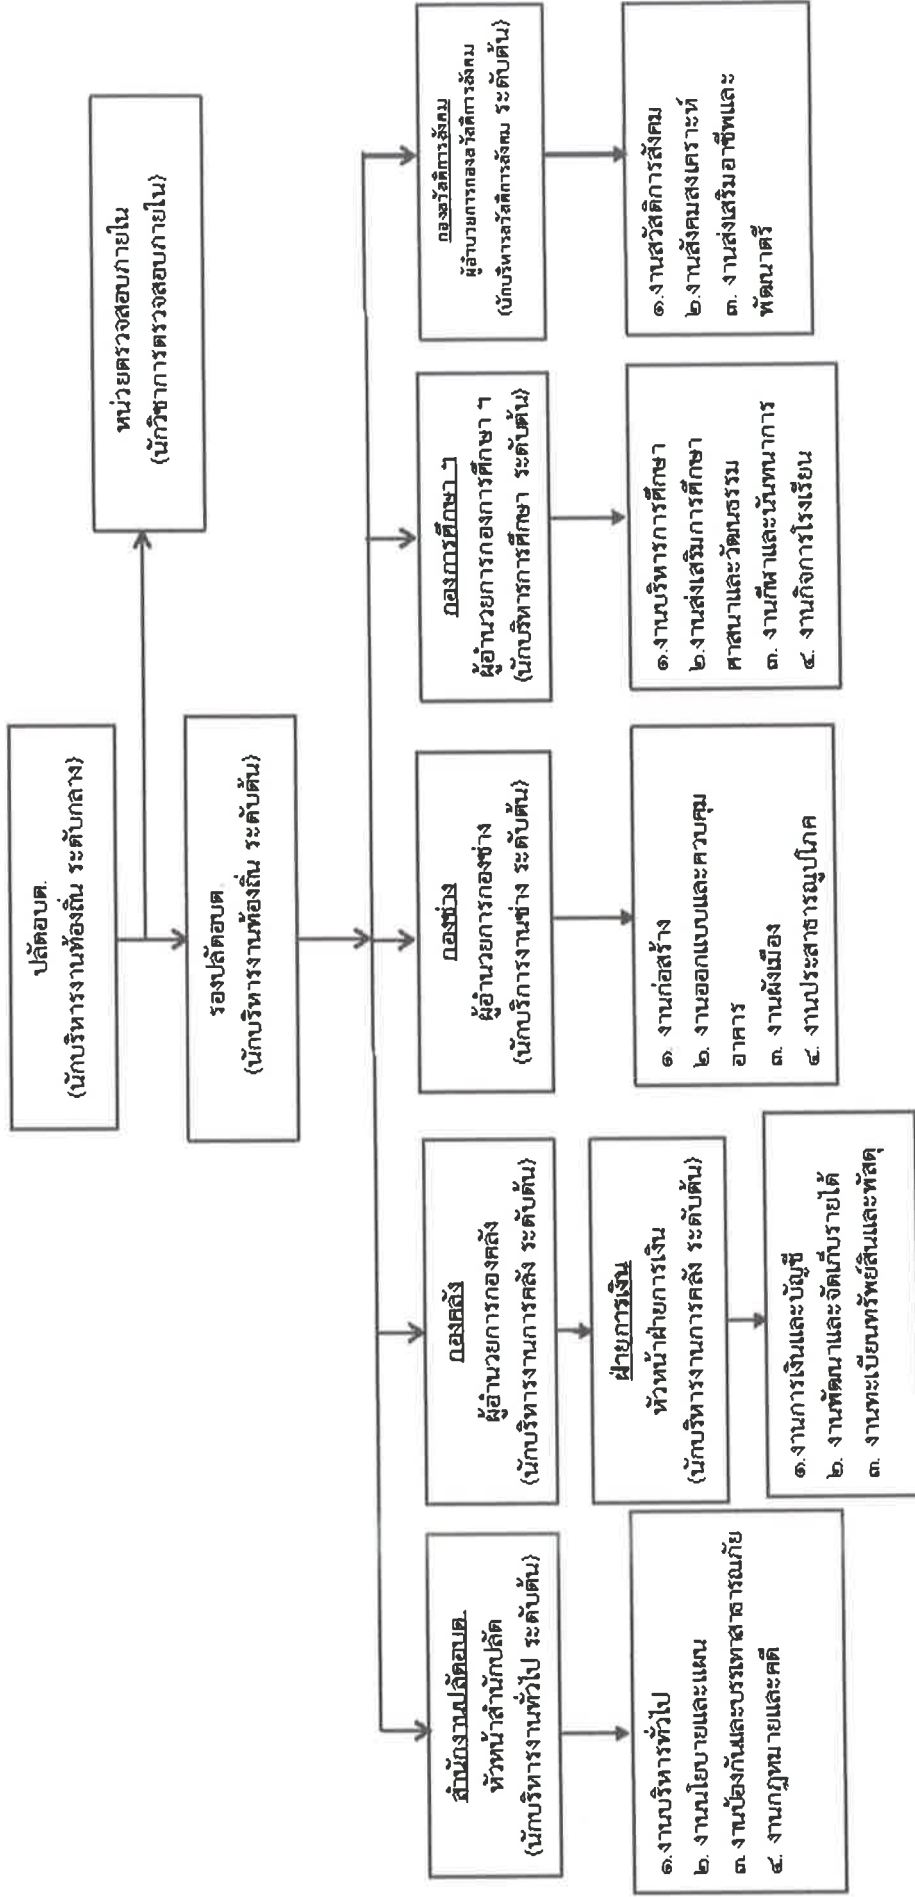 ปลัดอบต.
(นักบริหารงานท้องถิ่น ระดับกลาง)
หน่วยตรวจสอบภายใน
(นักวิชาการตรวจสอบภายใน)
รองปลัดอบต.
(นักบริหารงานท้องถิ่น ระดับต้น)
สำนักงานปลัดอบต.
หัวหน้าสำนักปลัด
(นักบริหารงานทั่วไป ระดับต้น)
๑.งานบริหารทั่วไป
๒. งานนโยบายและแผน
๓. งานป้องกันและบรรเทาสาธารณภัย
๔. งานกฎหมายและคดี
กองคลัง
ผู้อำนวยการกองคลัง
(นักบริหารงานการคลัง ระดับต้น)
ฝ่ายการเงิน
หัวหน้าฝ่ายการเงิน
(นักบริหารงานการคลัง ระดับต้น)
๑.งานการเงินและบัญชี
๒. งานพัฒนาและจัดเก็บรายได้
๓. งานทะเบียนทรัพย์สินและพัสดุ
กองช่าง
ผู้อำนวยการกองช่าง
(นักบริการงานช่าง ระดับต้น)
๑. งานก่อสร้าง
๒. งานออกแบบและควบคุม
อาคาร
๓. งานผังเมือง
๔. งานประสาธารณูปโภค
กองการศึกษา ฯ
ผู้อำนวยการกองการศึกษา ฯ
(นักบริหารการศึกษา ระดับต้น)
๑.งานบริหารการศึกษา
๒.งานส่งเสริมการศึกษา
ศาสนาและวัฒนธรรม
๓. งานกีฬาและนันทนาการ
๔. งานกิจการโรงเรียน
กองสวัสดิการสังคม
ผู้อำนวยการกองสวัสดิการสังคม
(นักบริหารสวัสดิการสังคม ระดับต้น)
๑.งานสวัสดิการสังคม
๒.งานสังคมสงเคราะห์
๓. งานส่งเสริมอาชีพและ
พัฒนาตรี